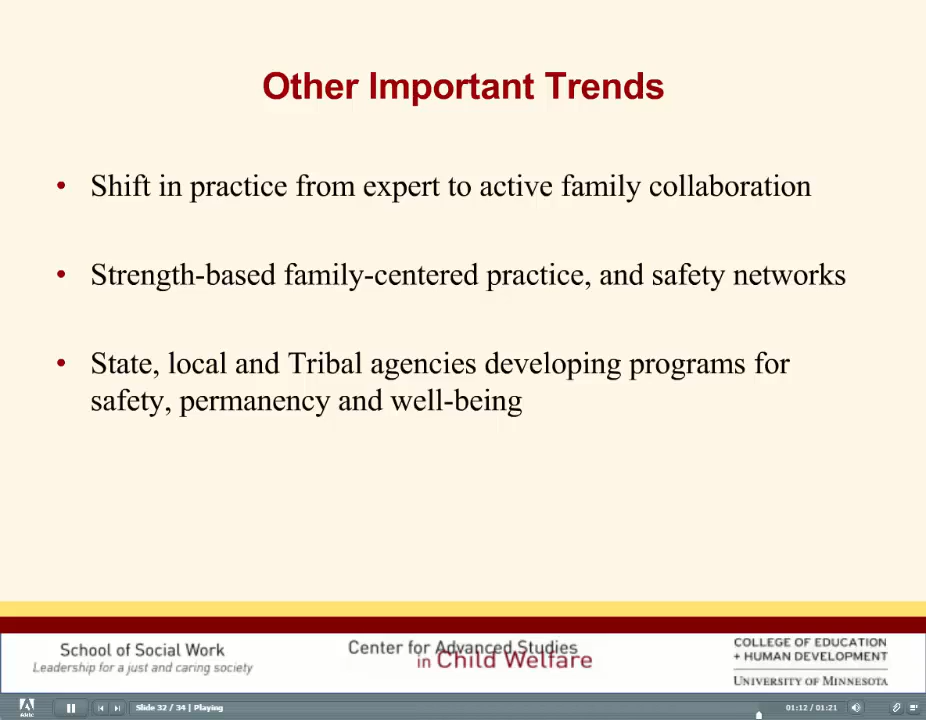 Other Important Trends
• Shift in practice from expert to active family collaboration
• Strength-based family-centered practice, and safety networks
• State, local and Tribal agencies developing programs for
safety, permanency and well-being
School of Social Work
Leadership for a just and caring society
Center for Advanced Studies
in Child Welfare
COLLEGE OF EDUCATION
+ HUMAN DEVELOPMENT
UNIVERSITY OF MINNESOTA
Slide 32 / 34 | Playing
01:12 / 01:21